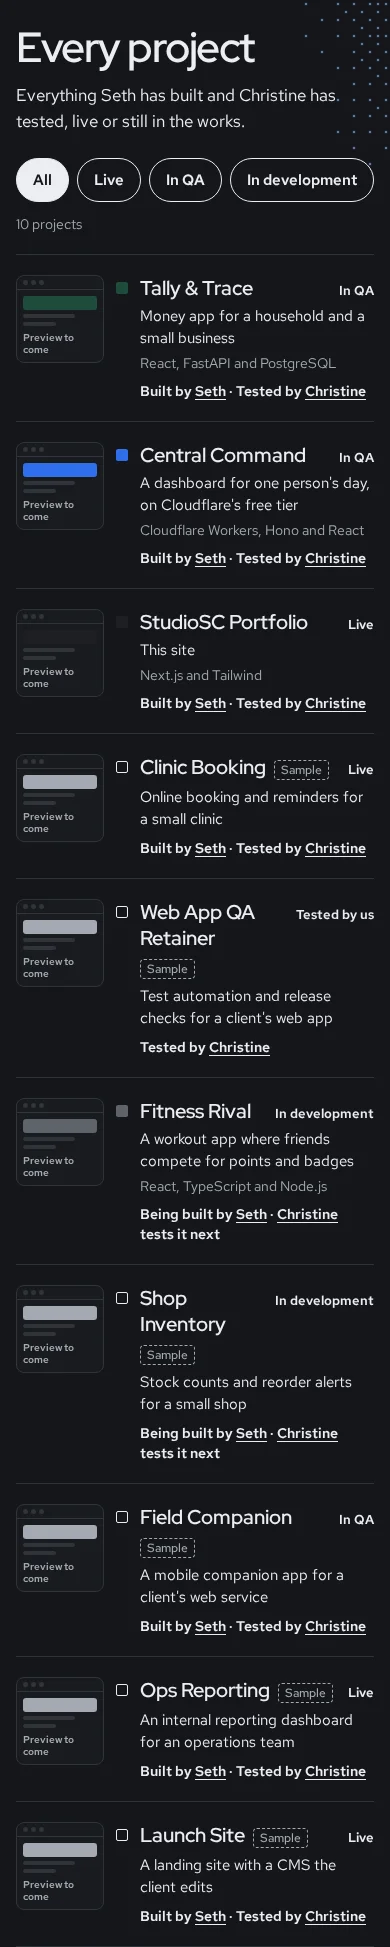 Every project
Everything Seth has built and Christine has
tested, live or still in the works.
All Live In QA In development
10 projects
Preview to
come
Tally & Trace In QA
Money app for a household and a
small business
React, FastAPI and PostgreSQL
Built by Seth · Tested by Christine
Preview to
come
Central Command In QA
A dashboard for one person's day,
on Cloudflare's free tier
Cloudflare Workers, Hono and React
Built by Seth · Tested by Christine
Preview to
come
StudioSC Portfolio Live
This site
Next.js and Tailwind
Built by Seth · Tested by Christine
Preview to
come
Clinic Booking Sample Live
Online booking and reminders for
a small clinic
Built by Seth · Tested by Christine
Preview to
come
Web App QA Tested by us
Retainer
Sample
Test automation and release
checks for a client's web app
Tested by Christine
Preview to
come
Fitness Rival In development
A workout app where friends
compete for points and badges
React, TypeScript and Node.js
Being built by Seth · Christine
tests it next
Preview to
come
Shop In development
Inventory
Sample
Stock counts and reorder alerts
for a small shop
Being built by Seth · Christine
tests it next
Preview to
come
Field Companion In QA
Sample
A mobile companion app for a
client's web service
Built by Seth · Tested by Christine
Preview to
come
Ops Reporting Sample Live
An internal reporting dashboard
for an operations team
Built by Seth · Tested by Christine
Preview to
come
Launch Site Sample Live
A landing site with a CMS the
client edits
Built by Seth · Tested by Christine